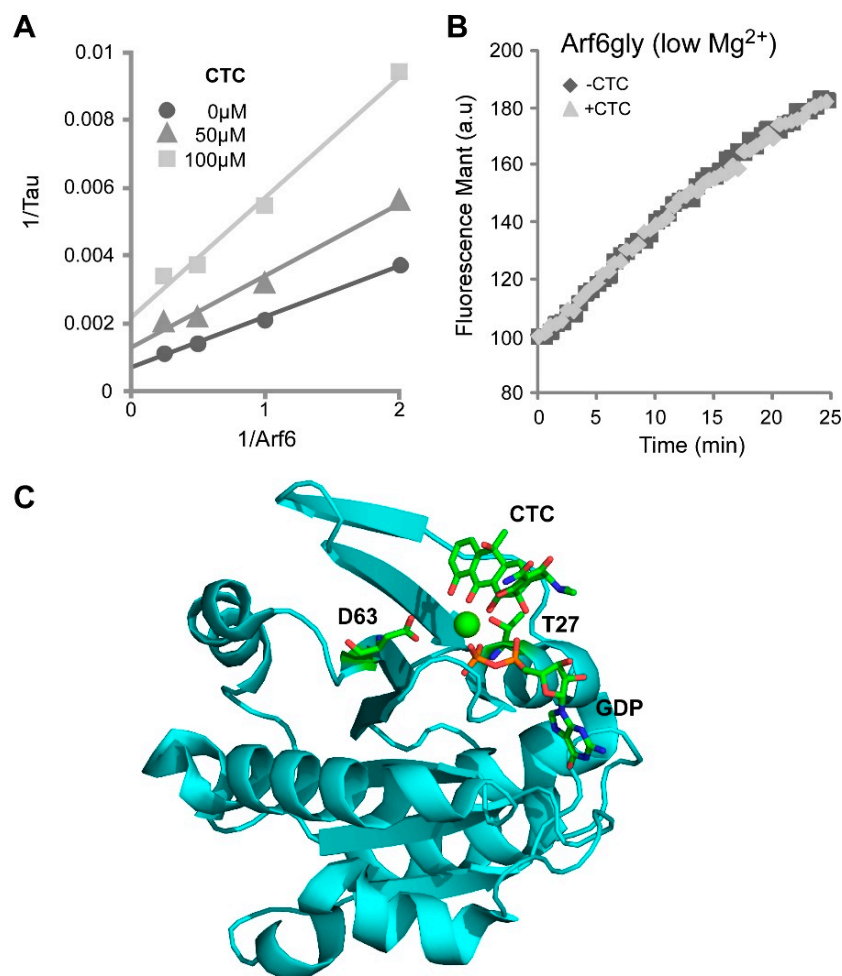 A
CTC
0μM
50μM
100μM
1/Tau
0.01
0.008
0.006
0.004
0.002
0
0
1
2
1/Arf6
B
Arf6gly (low Mg²⁺)
-CTC
+CTC
Fluorescence Mant (a.u)
200
180
160
140
120
100
80
0
5
10
15
20
25
Time (min)
C
CTC
D63
T27
GDP